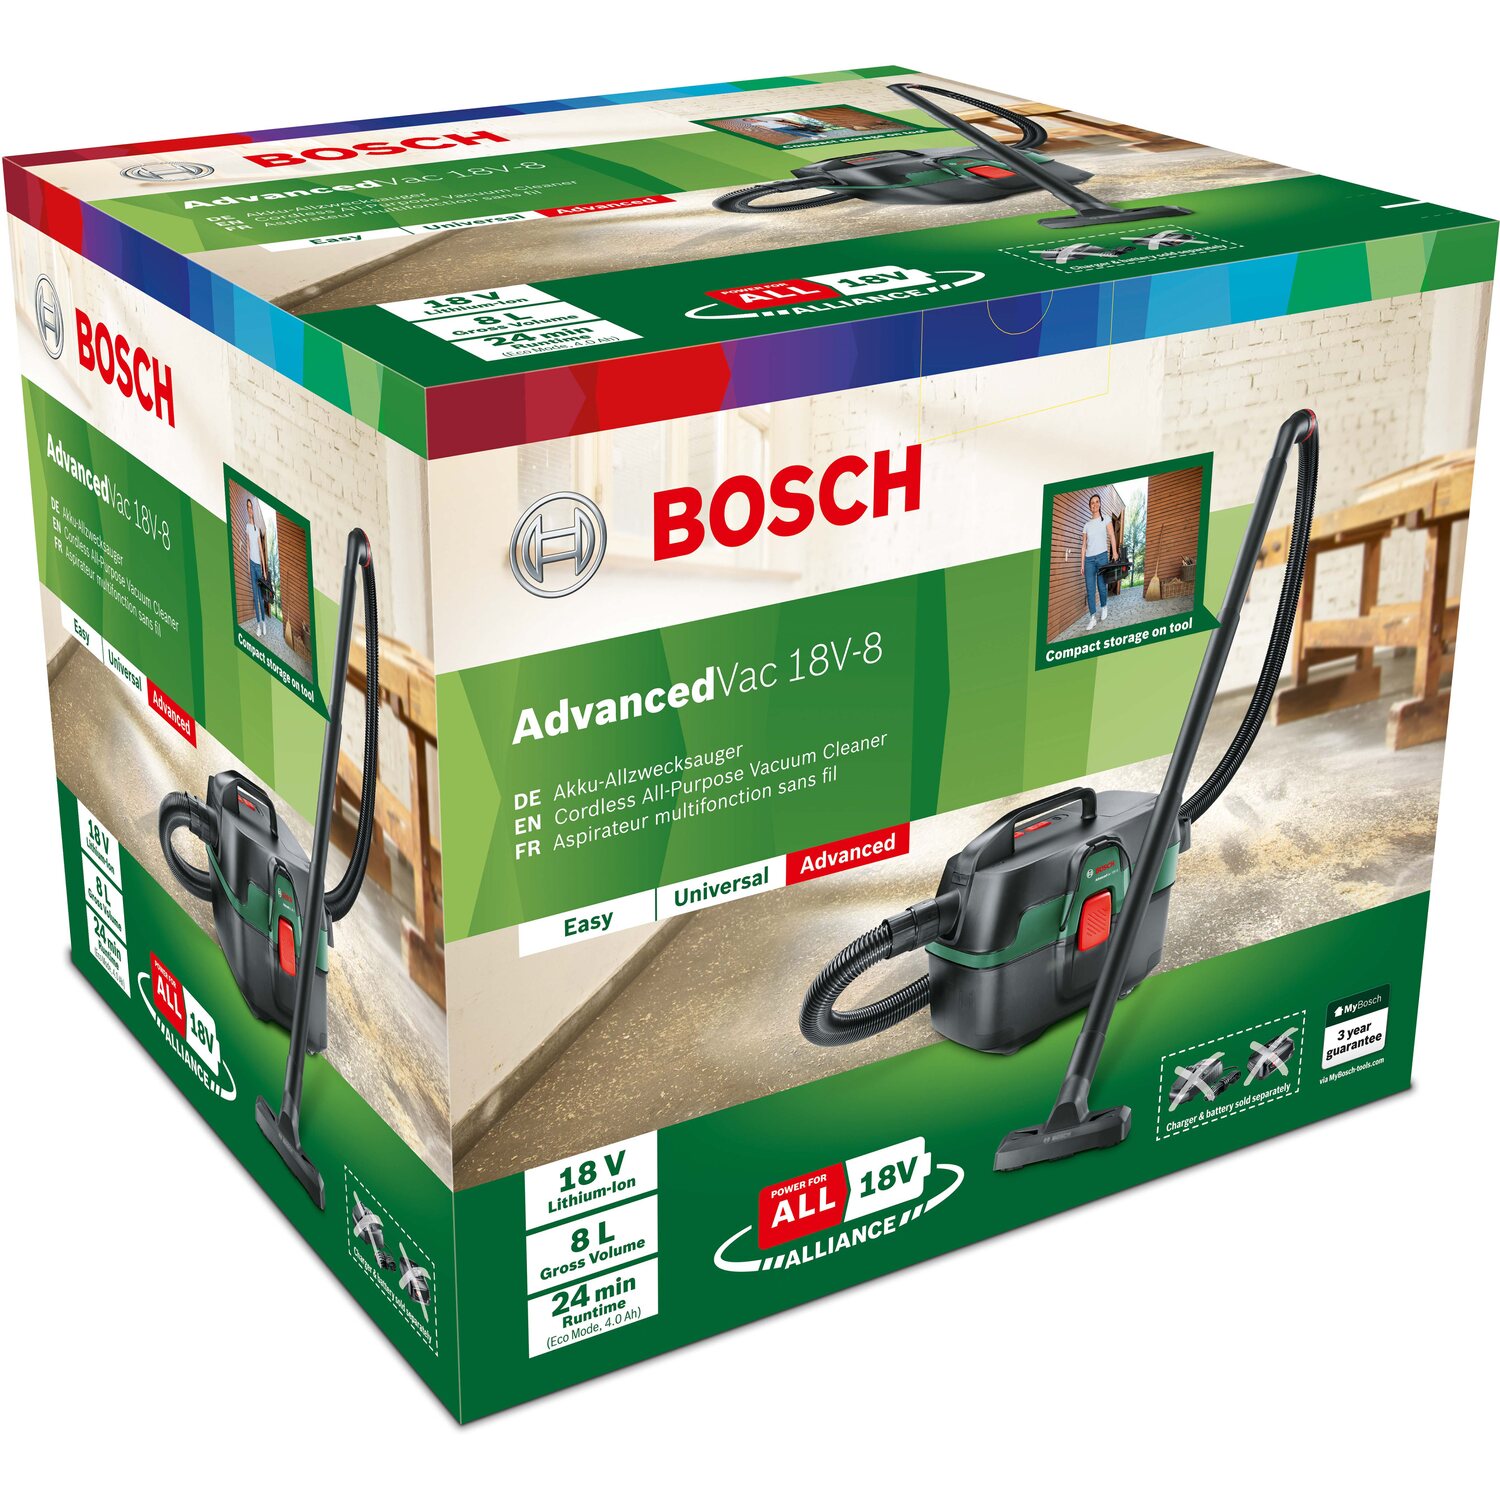 BOSCH
AdvancedVac 18V-8
DE Akku-Allzwecksauger
EN Cordless All-Purpose Vacuum Cleaner
FR Aspirateur multifonction sans fil
Easy Universal Advanced
Compact storage on tool
18 V
Lithium-Ion
8 L
Gross Volume
24 min
Runtime
(Eco Mode, 4.0 Ah)
POWER FOR
ALL 18V
ALLIANCE
Charger & battery sold separately
BOSCH
AdvancedVac 18V-8
DE Akku-Allzwecksauger
EN Cordless All-Purpose Vacuum Cleaner
FR Aspirateur multifonction sans fil
Easy Universal Advanced
Compact storage on tool
18 V
Lithium-Ion
8 L
Gross Volume
24 min
Runtime
(Eco Mode, 4.0 Ah)
POWER FOR
ALL 18V
ALLIANCE
Charger & battery sold separately
BOSCH
AdvancedVac 18V-8
DE Akku-Allzwecksauger
EN Cordless All-Purpose Vacuum Cleaner
FR Aspirateur multifonction sans fil
Easy Universal Advanced
Compact storage on tool
BOSCH
18 V
Lithium-Ion
8 L
Gross Volume
24 min
Runtime
(Eco Mode, 4.0 Ah)
POWER FOR
ALL 18V
ALLIANCE
Charger & battery sold separately
MyBosch
3 year
guarantee
via MyBosch-tools.com